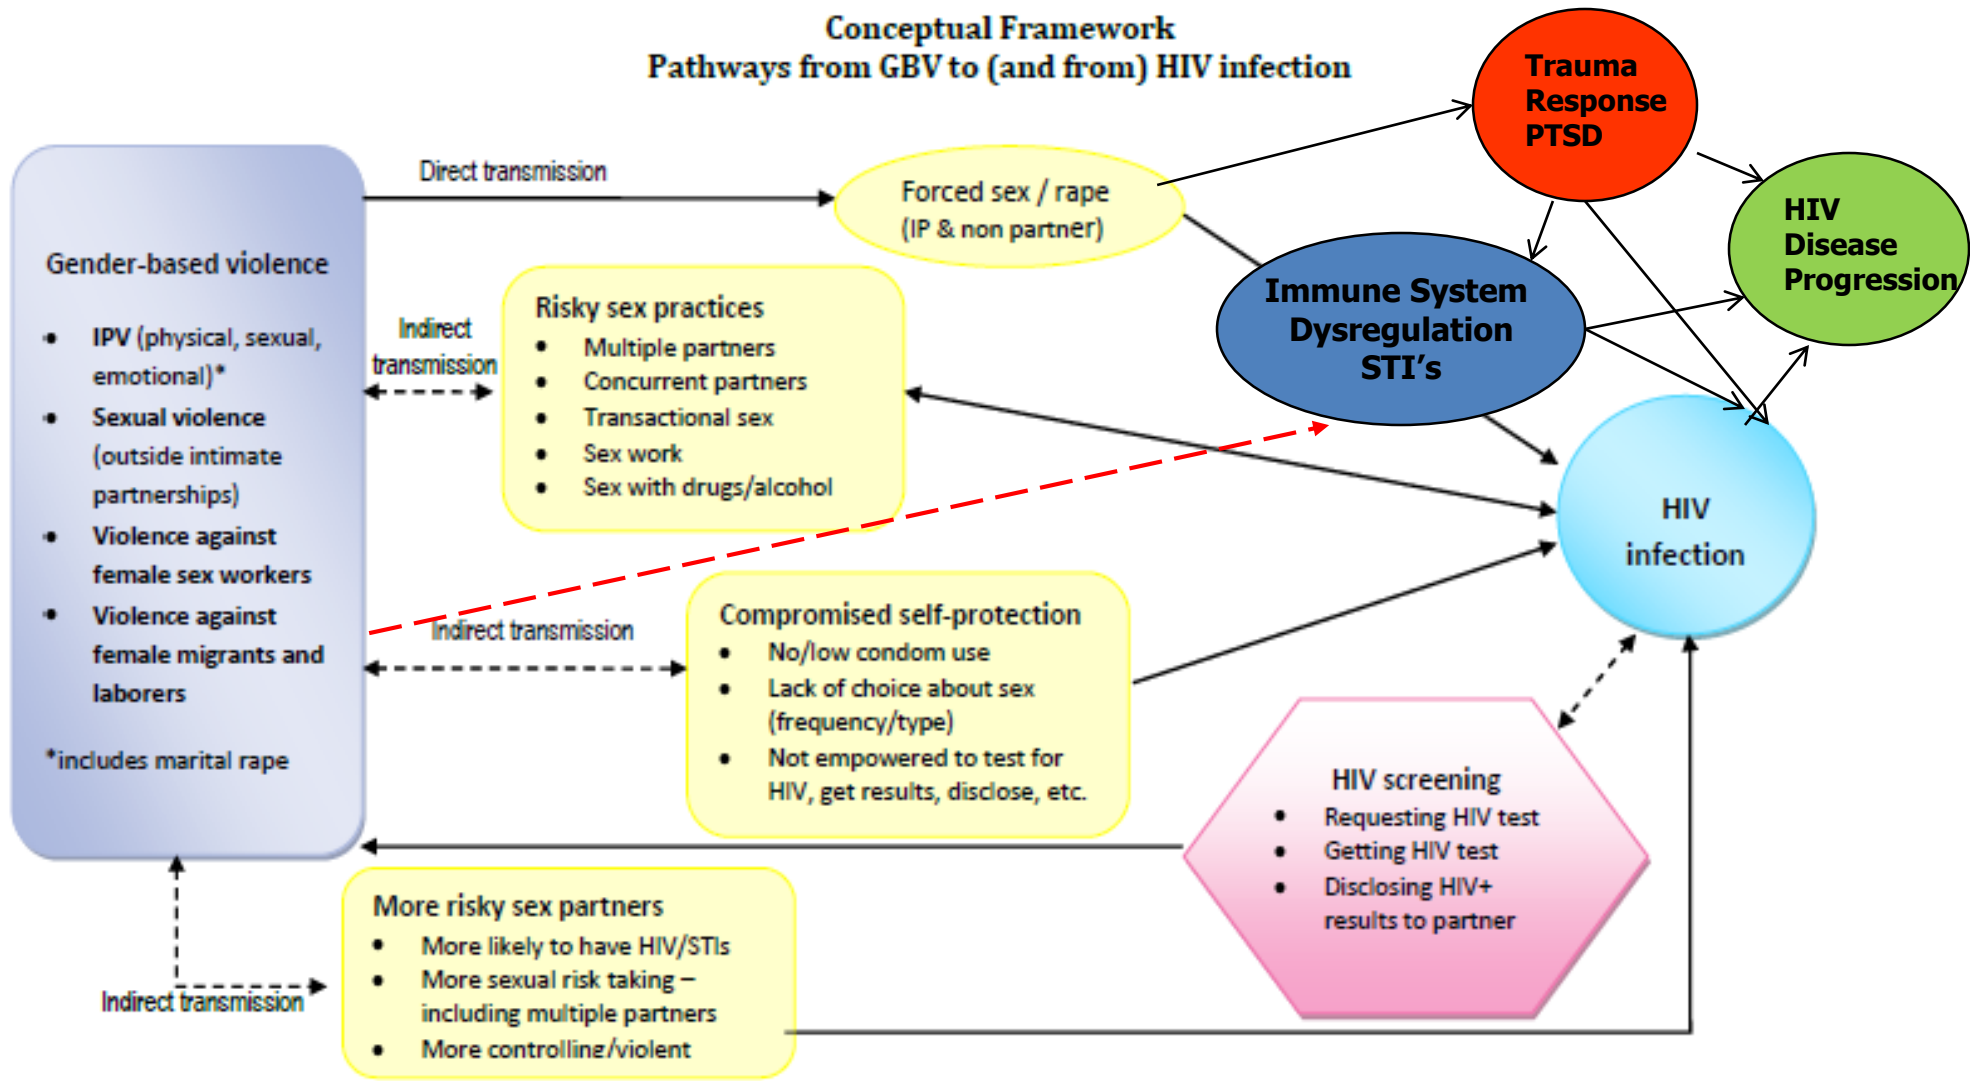 Conceptual Framework
Pathways from GBV to (and from) HIV infection
Trauma
Response
PTSD
HIV
Disease
Progression
Direct transmission
Forced sex / rape
(IP & non partner)
Immune System
Dysregulation
STI’s
Gender-based violence
• IPV (physical, sexual,
emotional)*
• Sexual violence
(outside intimate
partnerships)
• Violence against
female sex workers
• Violence against
female migrants and
laborers
*includes marital rape
Indirect
transmission
Risky sex practices
• Multiple partners
• Concurrent partners
• Transactional sex
• Sex work
• Sex with drugs/alcohol
HIV
infection
Indirect transmission
Compromised self-protection
• No/low condom use
• Lack of choice about sex
(frequency/type)
• Not empowered to test for
HIV, get results, disclose, etc.
HIV screening
• Requesting HIV test
• Getting HIV test
• Disclosing HIV+
results to partner
Indirect transmission
More risky sex partners
• More likely to have HIV/STIs
• More sexual risk taking –
including multiple partners
• More controlling/violent